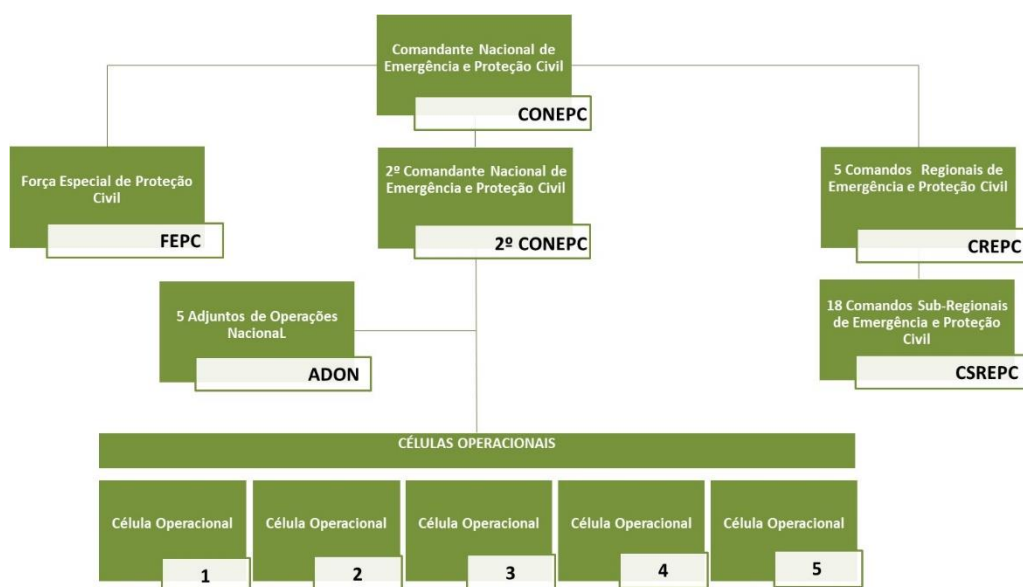 Comandante Nacional de
Emergência e Proteção Civil
CONEPC
Força Especial de Proteção
Civil
FEPC
2º Comandante Nacional de
Emergência e Proteção Civil
2º CONEPC
5 Comandos Regionais de
Emergência e Proteção Civil
CREPC
5 Adjuntos de Operações
NacionaL
ADON
18 Comandos Sub-Regionais
de Emergência e Proteção
Civil
CSREPC
CÉLULAS OPERACIONAIS
Célula Operacional
1
Célula Operacional
2
Célula Operacional
3
Célula Operacional
4
Célula Operacional
5